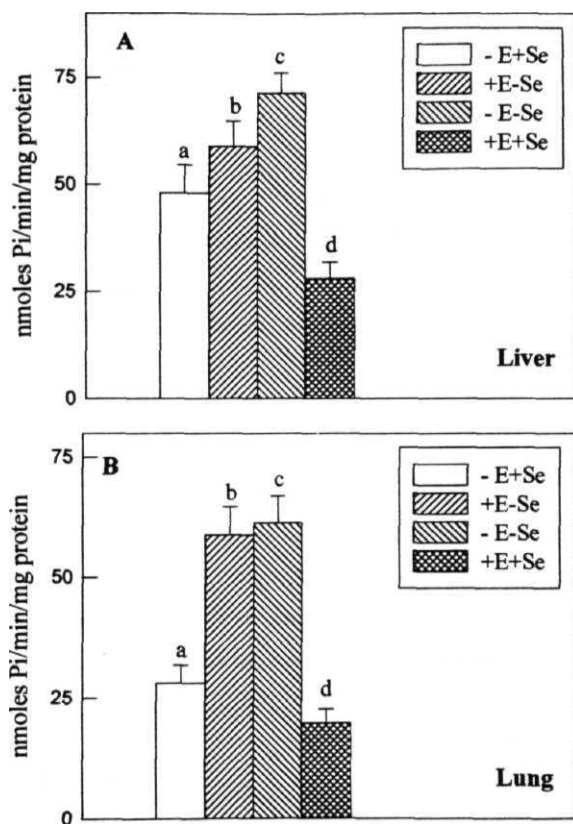 A
- E+Se
+E-Se
- E-Se
+E+Se
nmoles Pi/min/mg protein
75
50
25
0
a
b
c
d
Liver
B
- E+Se
+E-Se
- E-Se
+E+Se
nmoles Pi/min/mg protein
75
50
25
0
a
b
c
d
Lung